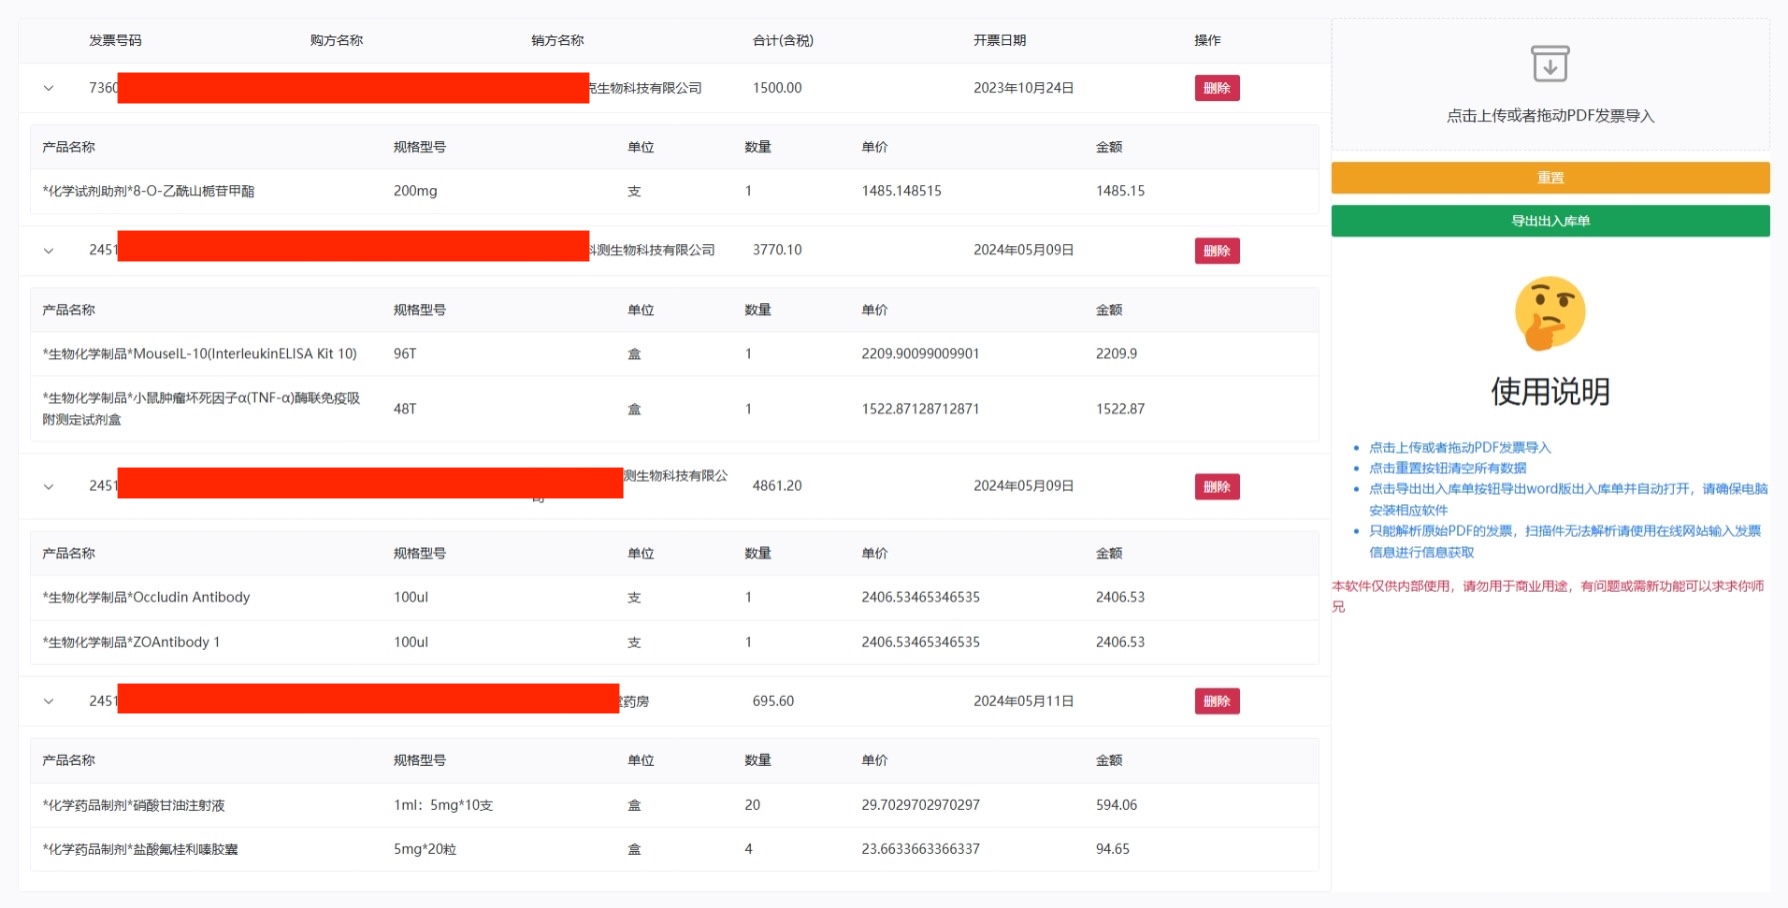 发票号码 购方名称 销方名称 合计(含税) 开票日期 操作
7360 生物科技有限公司 1500.00 2023年10月24日 删除
产品名称 规格型号 单位 数量 单价 金额
*化学试剂助剂*8-O-乙酰山栀苷甲酯 200mg 支 1 1485.148515 1485.15
2451 测生物科技有限公司 3770.10 2024年05月09日 删除
产品名称 规格型号 单位 数量 单价 金额
*生物化学制品*MouseIL-10(InterleukinELISA Kit 10) 96T 盒 1 2209.90099009901 2209.9
*生物化学制品*小鼠肿瘤坏死因子α(TNF-α)酶联免疫吸
附测定试剂盒 48T 盒 1 1522.87128712871 1522.87
2451 测生物科技有限公
司 4861.20 2024年05月09日 删除
产品名称 规格型号 单位 数量 单价 金额
*生物化学制品*Occludin Antibody 100ul 支 1 2406.53465346535 2406.53
*生物化学制品*ZOAntibody 1 100ul 支 1 2406.53465346535 2406.53
2451 药房 695.60 2024年05月11日 删除
产品名称 规格型号 单位 数量 单价 金额
*化学药品制剂*硝酸甘油注射液 1ml：5mg*10支 盒 20 29.7029702970297 594.06
*化学药品制剂*盐酸氟桂利嗪胶囊 5mg*20粒 盒 4 23.6633663366337 94.65
点击上传或者拖动PDF发票导入
重置
导出出入库单
使用说明
点击上传或者拖动PDF发票导入
点击重置按钮清空所有数据
点击导出出入库单按钮导出word版出入库单并自动打开，请确保电脑
安装相应软件
只能解析原始PDF的发票，扫描件无法解析请使用在线网站输入发票
信息进行信息获取
本软件仅供内部使用，请勿用于商业用途，有问题或需新功能可以求求你师
兄